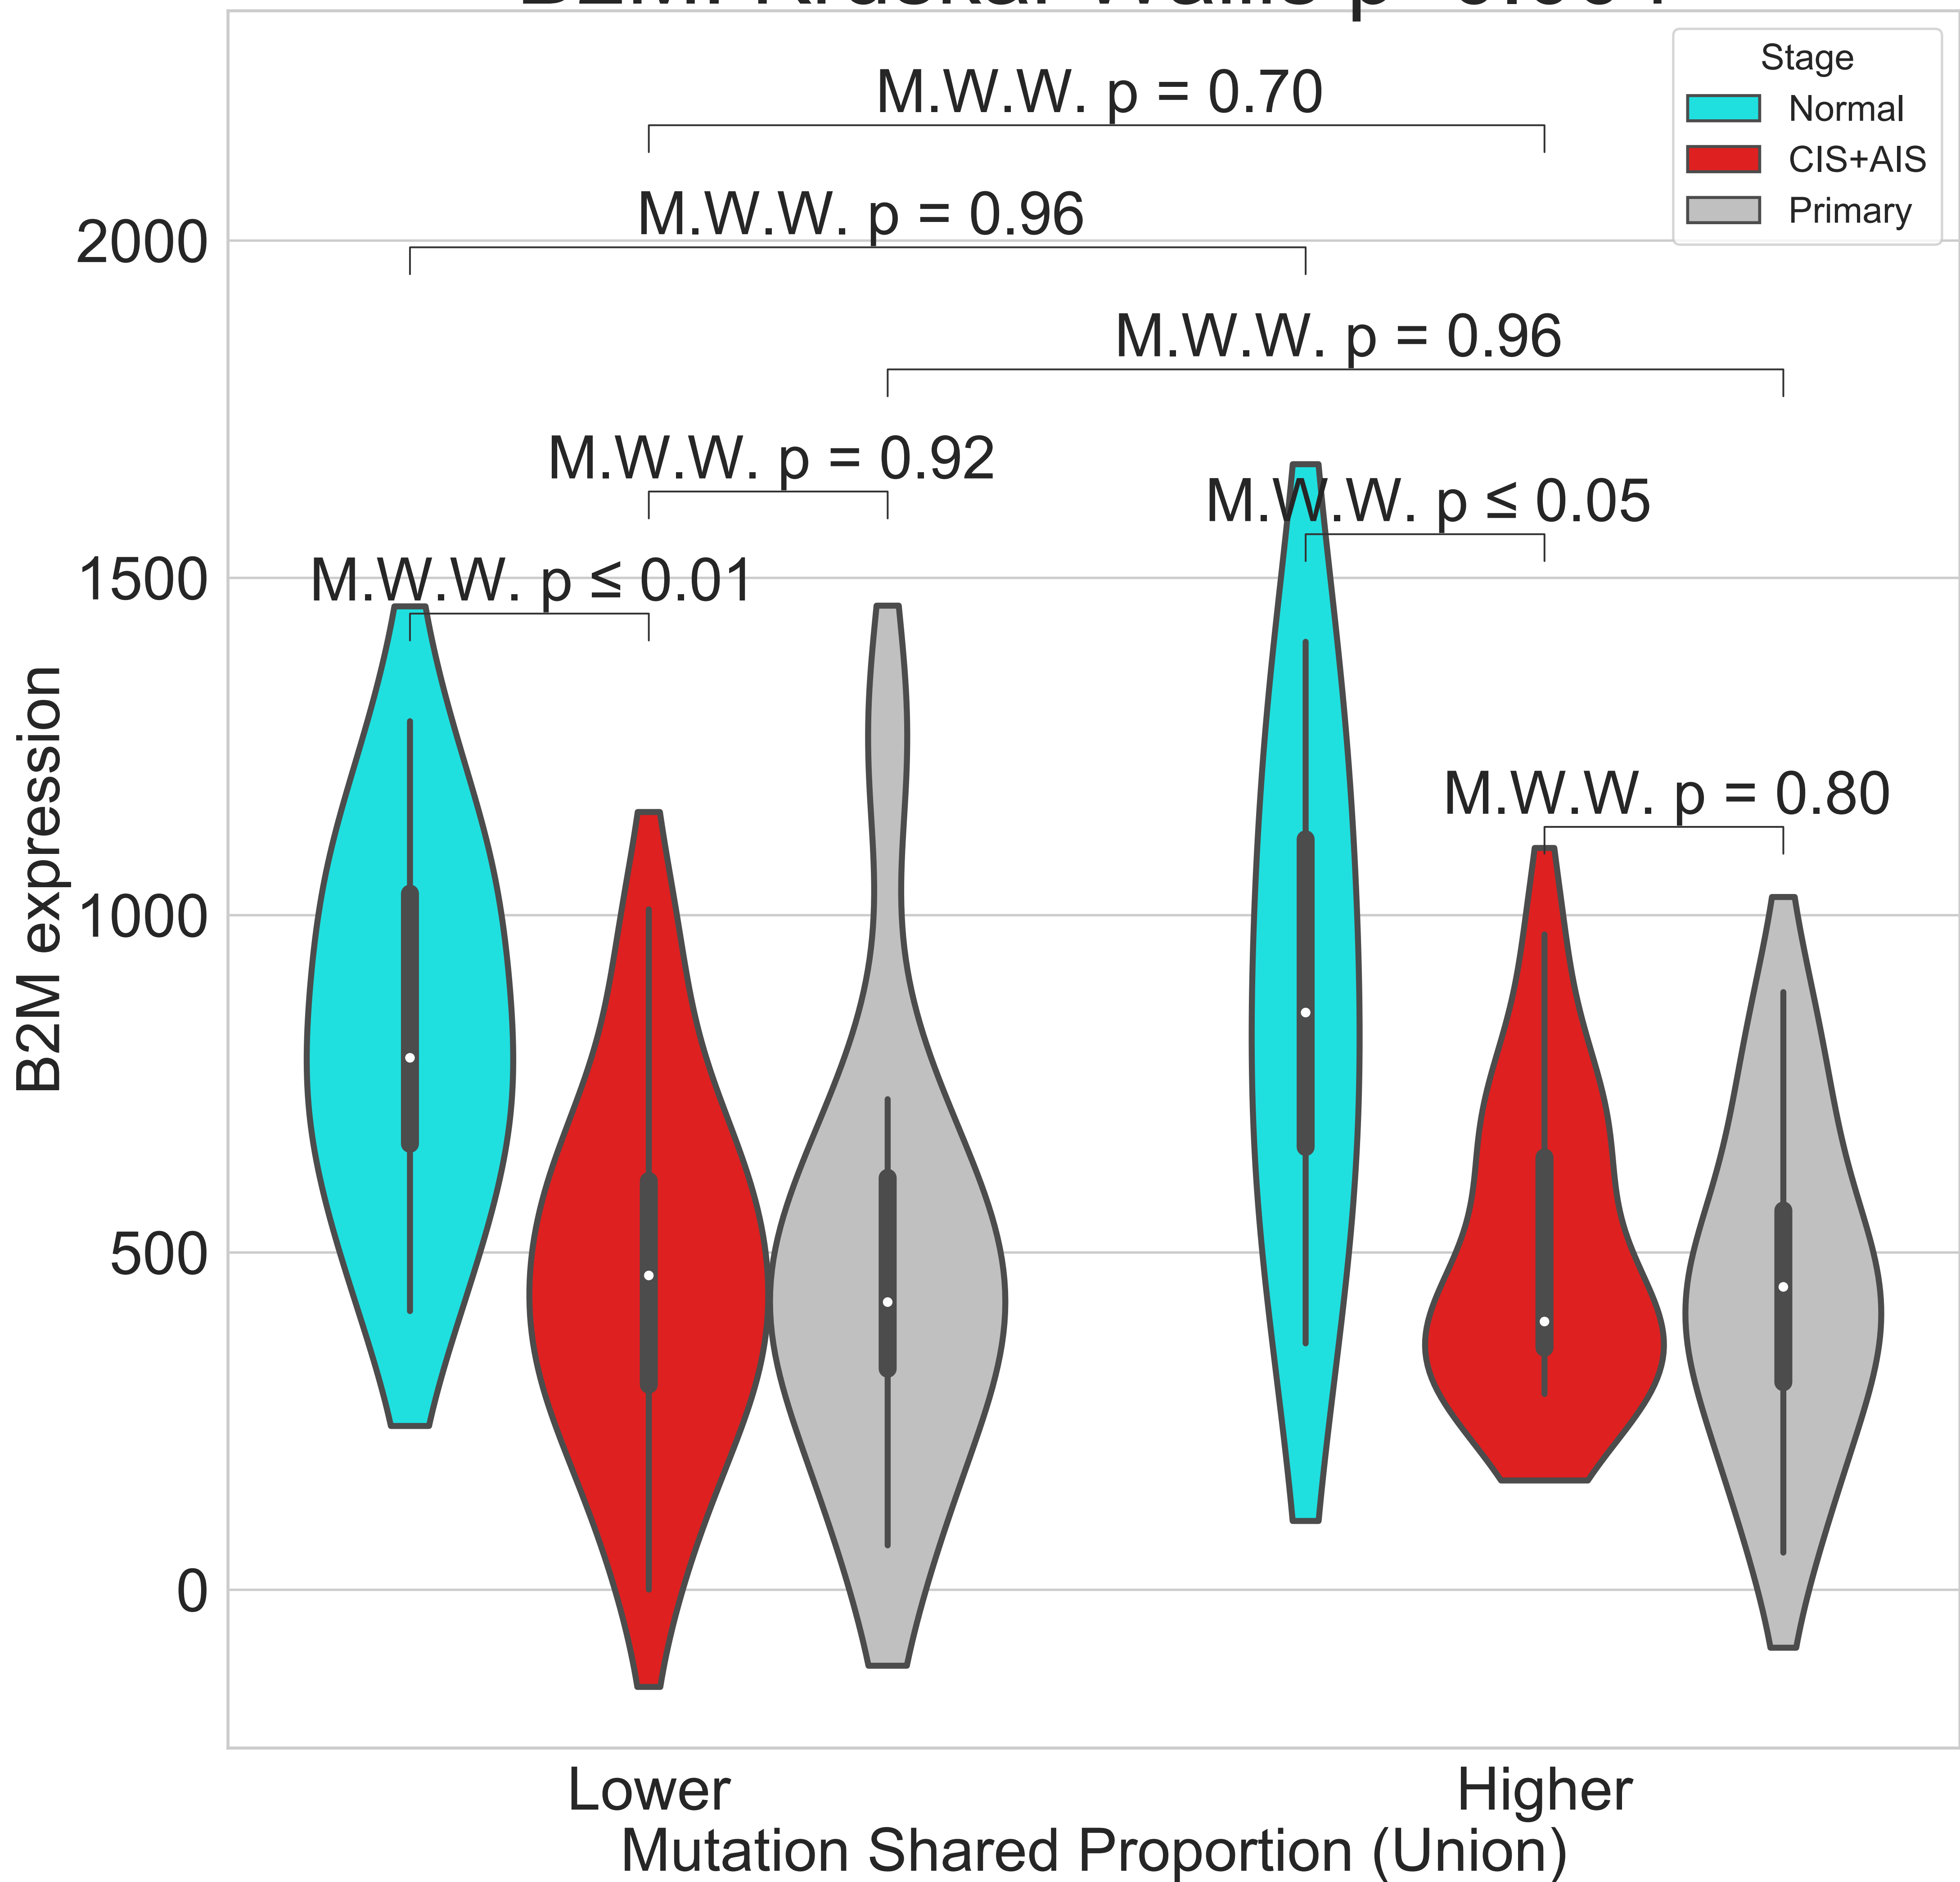 Stage
Normal
CIS+AIS
Primary
M.W.W. p = 0.70
M.W.W. p = 0.96
M.W.W. p = 0.96
M.W.W. p = 0.92
M.W.W. p ≤ 0.05
M.W.W. p ≤ 0.01
M.W.W. p = 0.80
2000
1500
1000
500
0
B2M expression
Lower
Higher
Mutation Shared Proportion (Union)